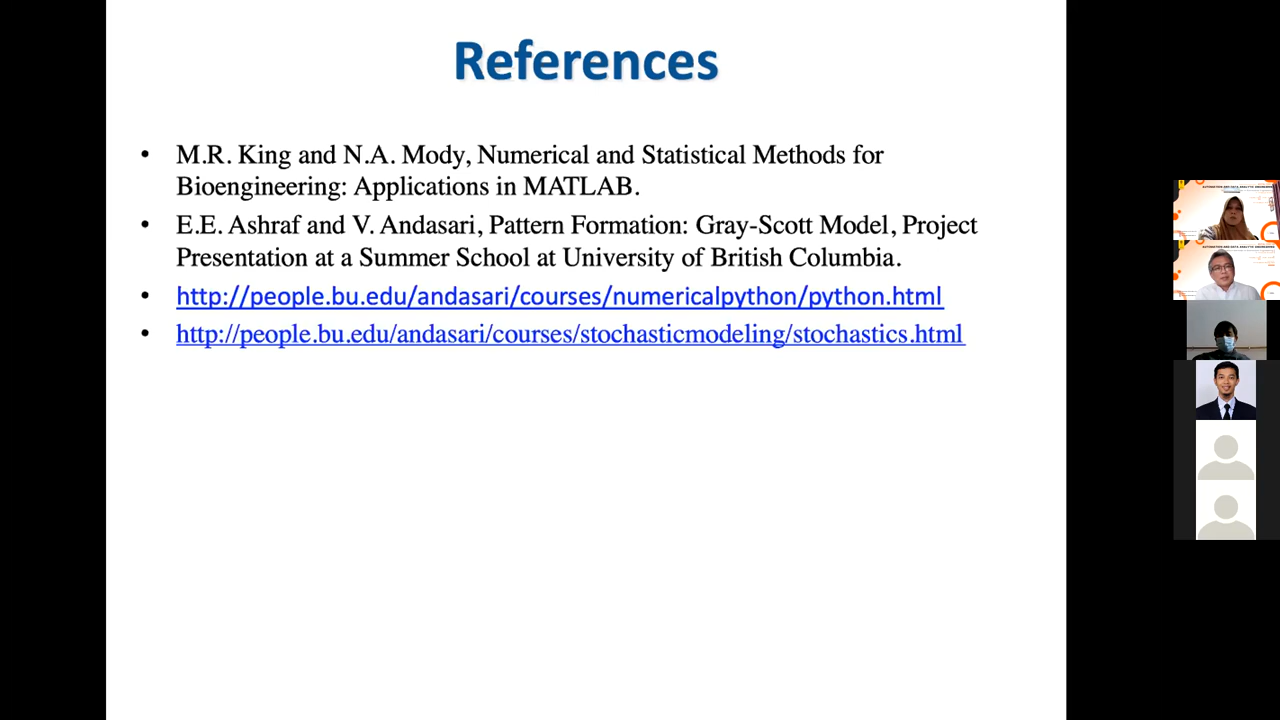 References
• M.R. King and N.A. Mody, Numerical and Statistical Methods for
Bioengineering: Applications in MATLAB.
• E.E. Ashraf and V. Andasari, Pattern Formation: Gray-Scott Model, Project
Presentation at a Summer School at University of British Columbia.
• http://people.bu.edu/andasari/courses/numericalpython/python.html
• http://people.bu.edu/andasari/courses/stochasticmodeling/stochastics.html